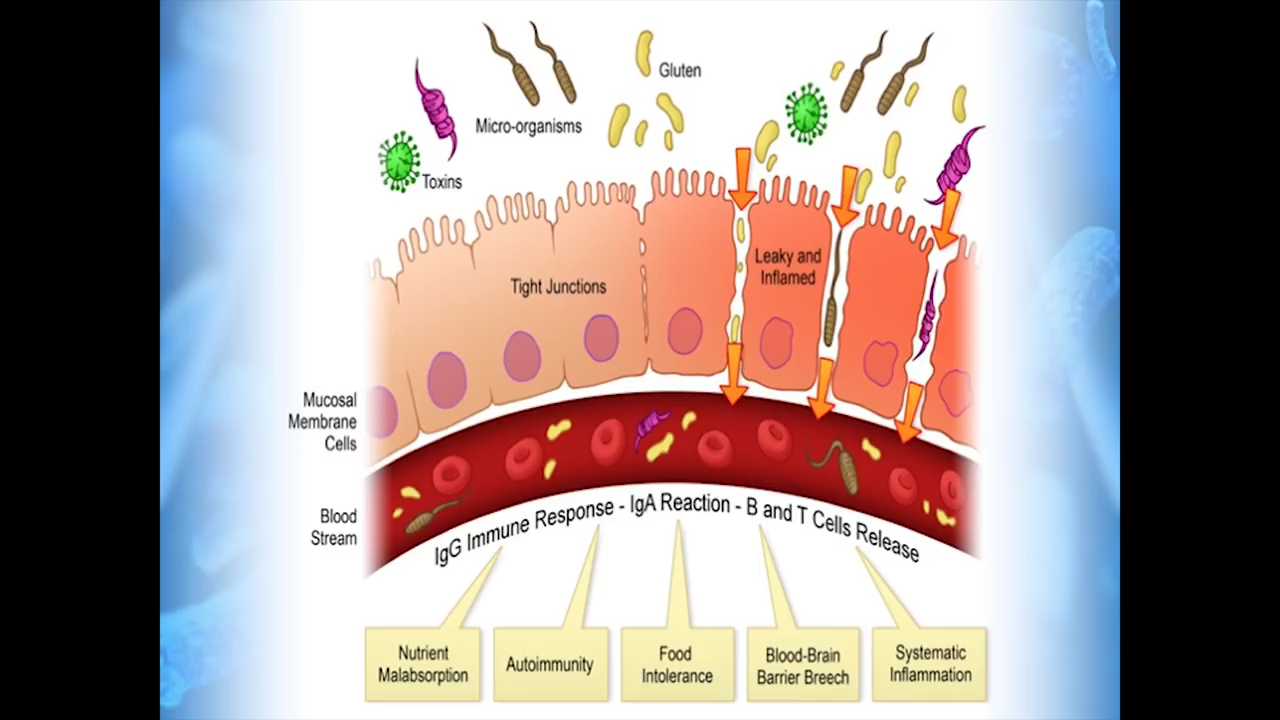 Gluten
Micro-organisms
Toxins
Leaky and
Inflamed
Tight Junctions
Mucosal
Membrane
Cells
Blood
Stream
IgG Immune Response - IgA Reaction - B and T Cells Release
Nutrient
Malabsorption
Autoimmunity
Food
Intolerance
Blood-Brain
Barrier Breech
Systematic
Inflammation